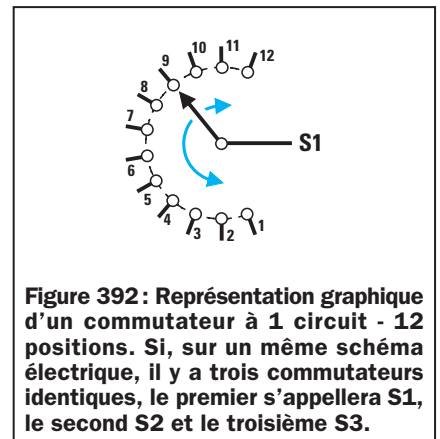 9 10 11 12
8
7
S1
6
5
4 3 2 1
Figure 392 : Représentation graphique
d'un commutateur à 1 circuit - 12
positions. Si, sur un même schéma
électrique, il y a trois commutateurs
identiques, le premier s'appellera S1,
le second S2 et le troisième S3.